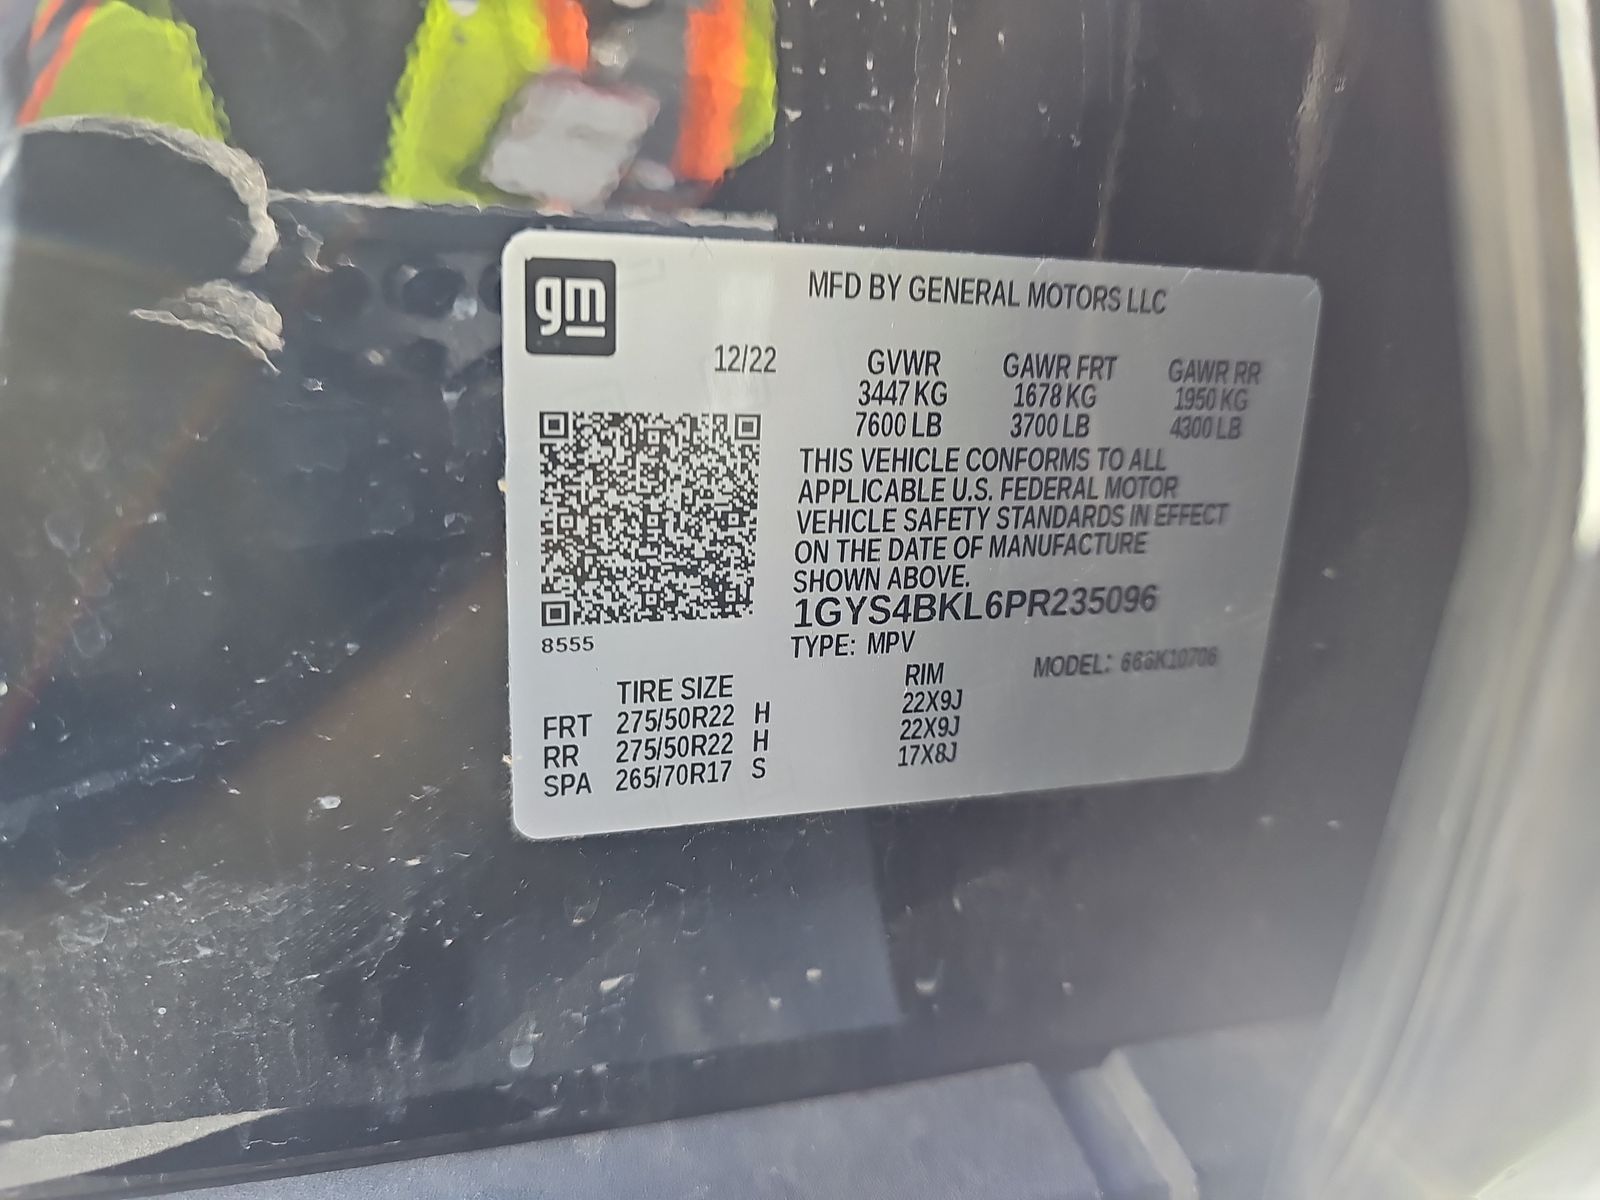 gm
MFD BY GENERAL MOTORS LLC
12/22 GVWR GAWR FRT GAWR RR
3447 KG 1678 KG 1950 KG
7600 LB 3700 LB 4300 LB
THIS VEHICLE CONFORMS TO ALL
APPLICABLE U.S. FEDERAL MOTOR
VEHICLE SAFETY STANDARDS IN EFFECT
ON THE DATE OF MANUFACTURE
SHOWN ABOVE.
1GYS4BKL6PR235096
8555
TYPE: MPV
MODEL:
TIRE SIZE RIM
FRT 275/50R22 H 22X9J
RR 275/50R22 H 22X9J
SPA 265/70R17 S 17X8J